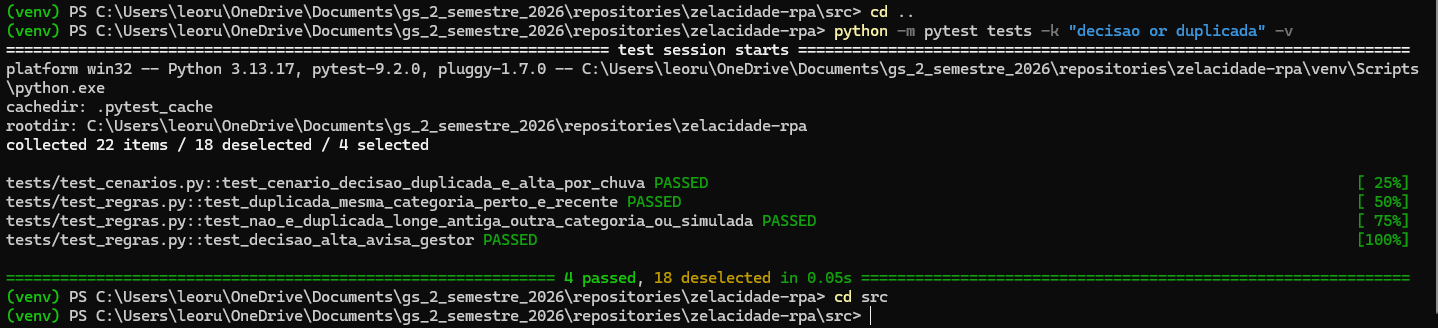 (venv) PS C:\Users\leoru\OneDrive\Documents\gs_2_semestre_2026\repositories\zelacidade-rpa\src> cd ..
(venv) PS C:\Users\leoru\OneDrive\Documents\gs_2_semestre_2026\repositories\zelacidade-rpa> python -m pytest tests -k "decisao or duplicada" -v
============================================================== test session starts ==============================================================
platform win32 -- Python 3.13.17, pytest-9.2.0, pluggy-1.7.0 -- C:\Users\leoru\OneDrive\Documents\gs_2_semestre_2026\repositories\zelacidade-rpa\venv\Scripts
\python.exe
cachedir: .pytest_cache
rootdir: C:\Users\leoru\OneDrive\Documents\gs_2_semestre_2026\repositories\zelacidade-rpa
collected 22 items / 18 deselected / 4 selected
tests/test_cenarios.py::test_cenario_decisao_duplicada_e_alta_por_chuva PASSED [ 25%]
tests/test_regras.py::test_duplicada_mesma_categoria_perto_e_recente PASSED [ 50%]
tests/test_regras.py::test_nao_e_duplicada_longe_antiga_outra_categoria_ou_simulada PASSED [ 75%]
tests/test_regras.py::test_decisao_alta_avisa_gestor PASSED [100%]
======================================================== 4 passed, 18 deselected in 0.05s ========================================================
(venv) PS C:\Users\leoru\OneDrive\Documents\gs_2_semestre_2026\repositories\zelacidade-rpa> cd src
(venv) PS C:\Users\leoru\OneDrive\Documents\gs_2_semestre_2026\repositories\zelacidade-rpa\src>